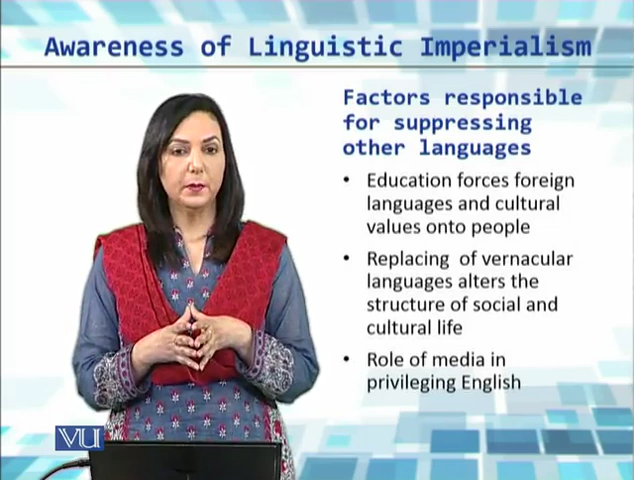 Awareness of Linguistic Imperialism
Factors responsible
for suppressing
other languages
• Education forces foreign
languages and cultural
values onto people
• Replacing of vernacular
languages alters the
structure of social and
cultural life
• Role of media in
privileging English
VU